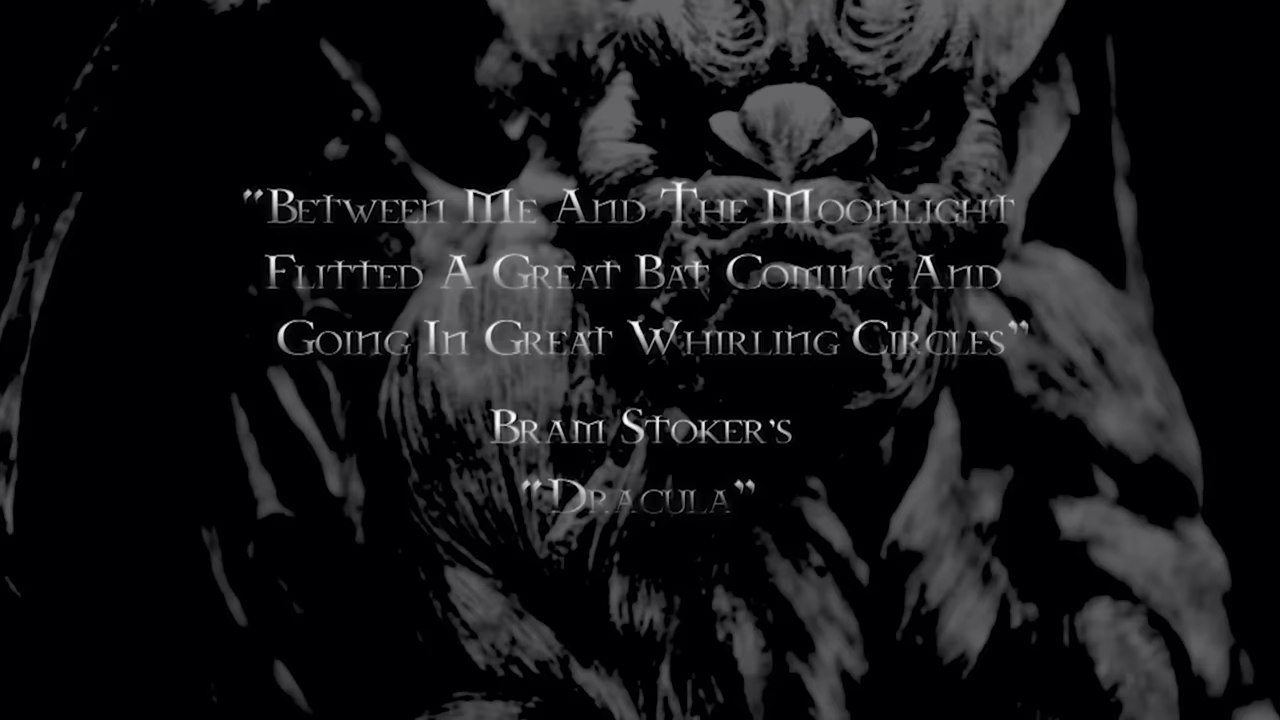 "Between Me And The Moonlight
Flitted A Great Bat Coming And
Going In Great Whirling Circles"
Bram Stoker's
"Dracula"